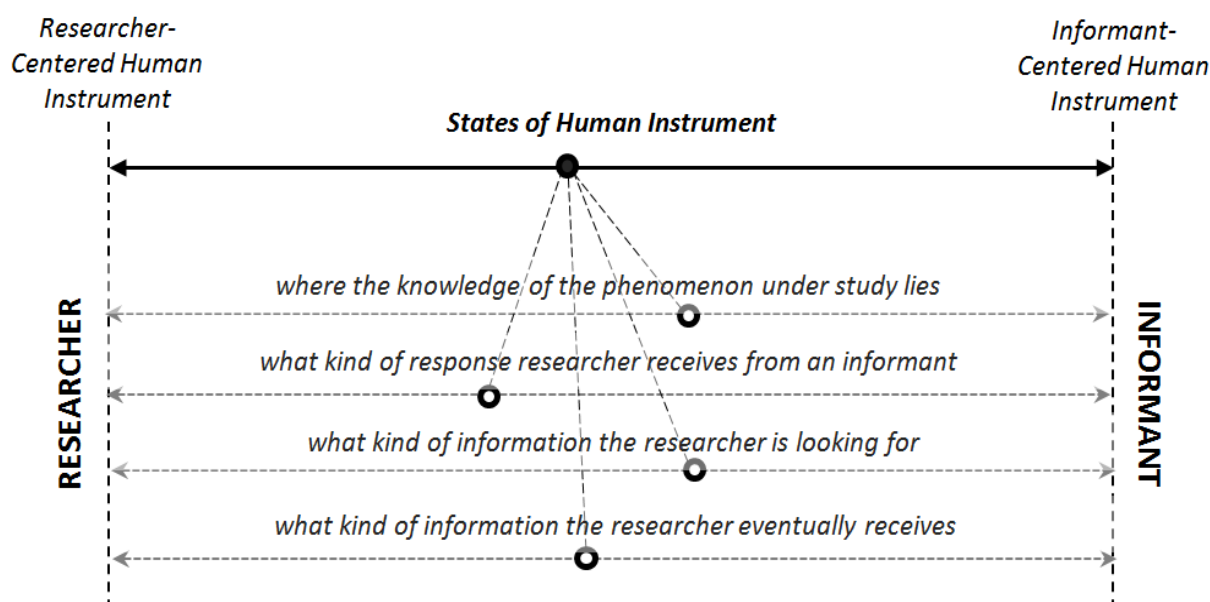 Researcher-
Centered Human
Instrument
Informant-
Centered Human
Instrument
States of Human Instrument
where the knowledge of the phenomenon under study lies
what kind of response researcher receives from an informant
what kind of information the researcher is looking for
what kind of information the researcher eventually receives
RESEARCHER
INFORMANT